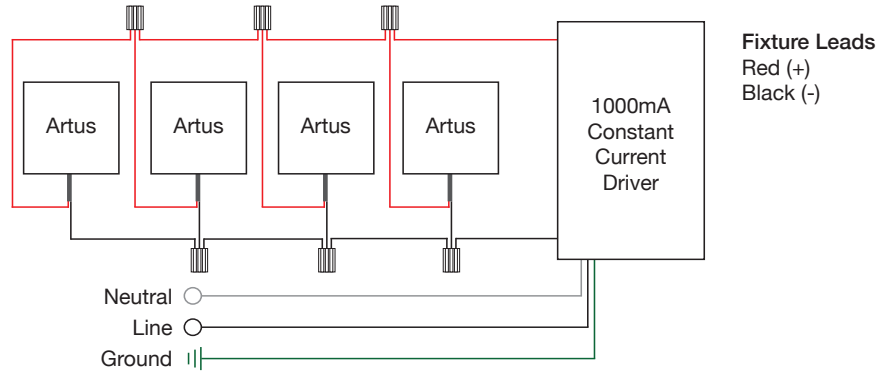 Artus
Artus
Artus
Artus
1000mA
Constant
Current
Driver
Fixture Leads
Red (+)
Black (-)
Neutral
Line
Ground